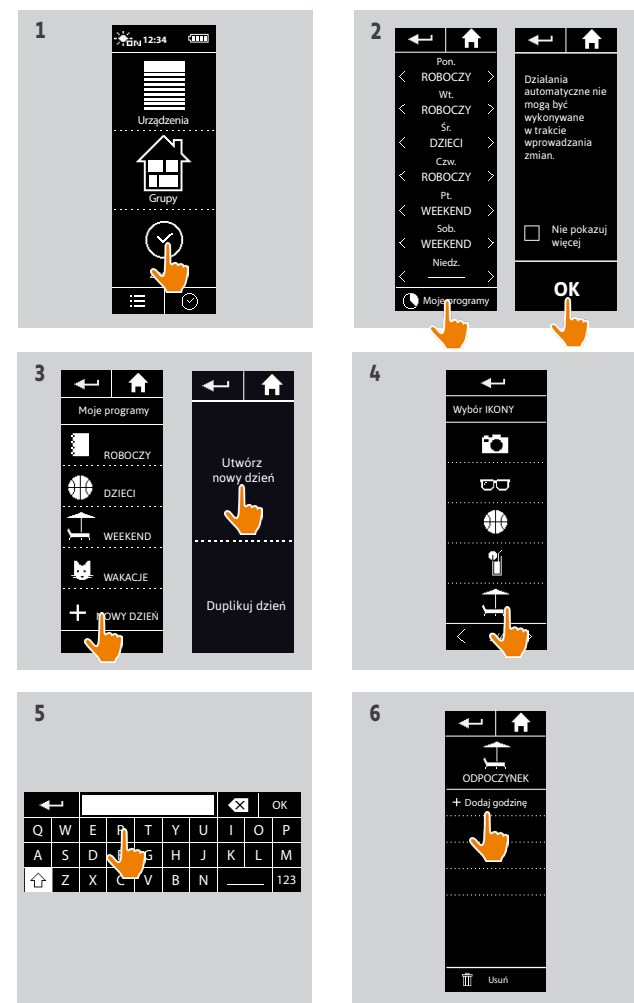 1
ON 12:34
Urządzenia
Grupy
2
Pon.
ROBOCZY
Wt.
ROBOCZY
Śr.
DZIECI
Czw.
ROBOCZY
Pt.
WEEKEND
Sob.
WEEKEND
Niedz.
Moje programy
Działania
automatyczne nie
mogą być
wykonywane
w trakcie
wprowadzania
zmian.
Nie pokazuj
więcej
OK
3
Moje programy
ROBOCZY
DZIECI
WEEKEND
WAKACJE
+ NOWY DZIEŃ
Utwórz
nowy dzień
Duplikuj dzień
4
Wybór IKONY
5
OK
Q W E R T Y U I O P
A S D F G H J K L M
Z X C V B N 123
6
ODPOCZYNEK
+ Dodaj godzinę
Usuń